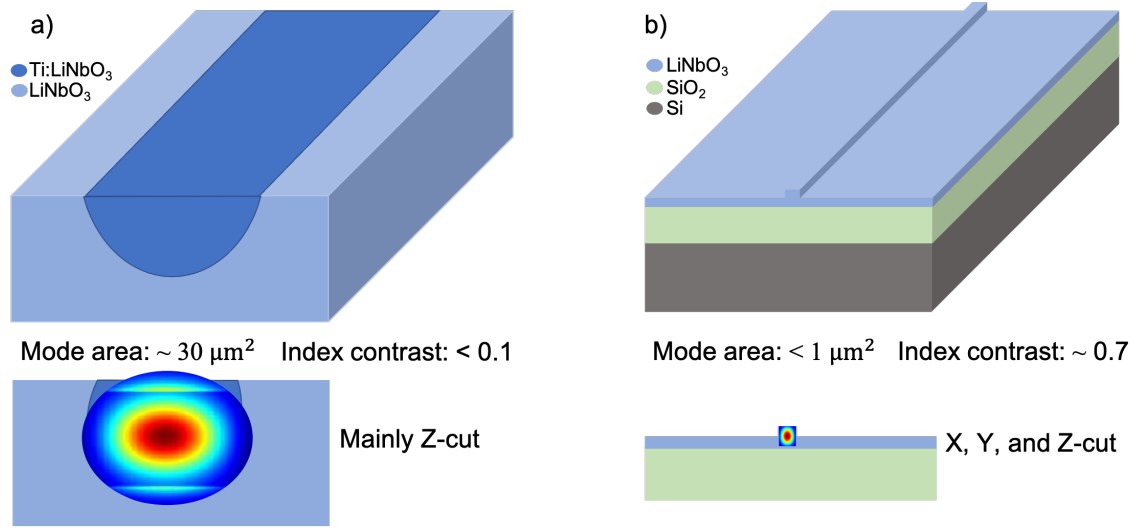 a)
Ti:LiNbO₃
LiNbO₃
Mode area: ~ 30 μm² Index contrast: < 0.1
Mainly Z-cut
b)
LiNbO₃
SiO₂
Si
Mode area: < 1 μm² Index contrast: ~ 0.7
X, Y, and Z-cut